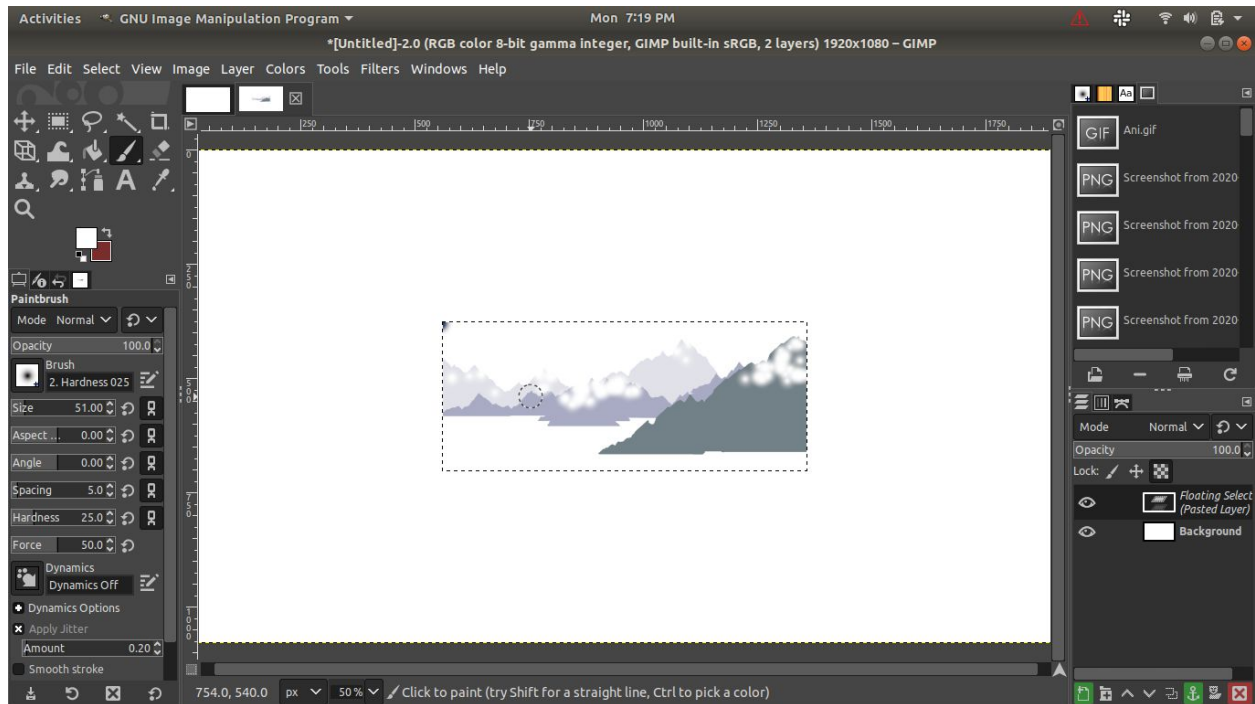 Activities GNU Image Manipulation Program Mon 7:19 PM
*[Untitled]-2.0 (RGB color 8-bit gamma integer, GIMP built-in sRGB, 2 layers) 1920x1080 – GIMP
File Edit Select View Image Layer Colors Tools Filters Windows Help
250 500 750 1000 1250 1500 1750
0
250
500
750
1000
Paintbrush
Mode Normal
Opacity 100.0
Brush
2. Hardness 025
Size 51.00
Aspect ... 0.00
Angle 0.00
Spacing 5.0
Hardness 25.0
Force 50.0
Dynamics
Dynamics Off
Dynamics Options
Apply Jitter
Amount 0.20
Smooth stroke
754.0, 540.0 px 50% Click to paint (try Shift for a straight line, Ctrl to pick a color)
Aa
GIF Ani.gif
PNG Screenshot from 2020-
PNG Screenshot from 2020-
PNG Screenshot from 2020-
PNG Screenshot from 2020-
Mode Normal
Opacity 100.0
Lock:
Floating Select
(Pasted Layer)
Background